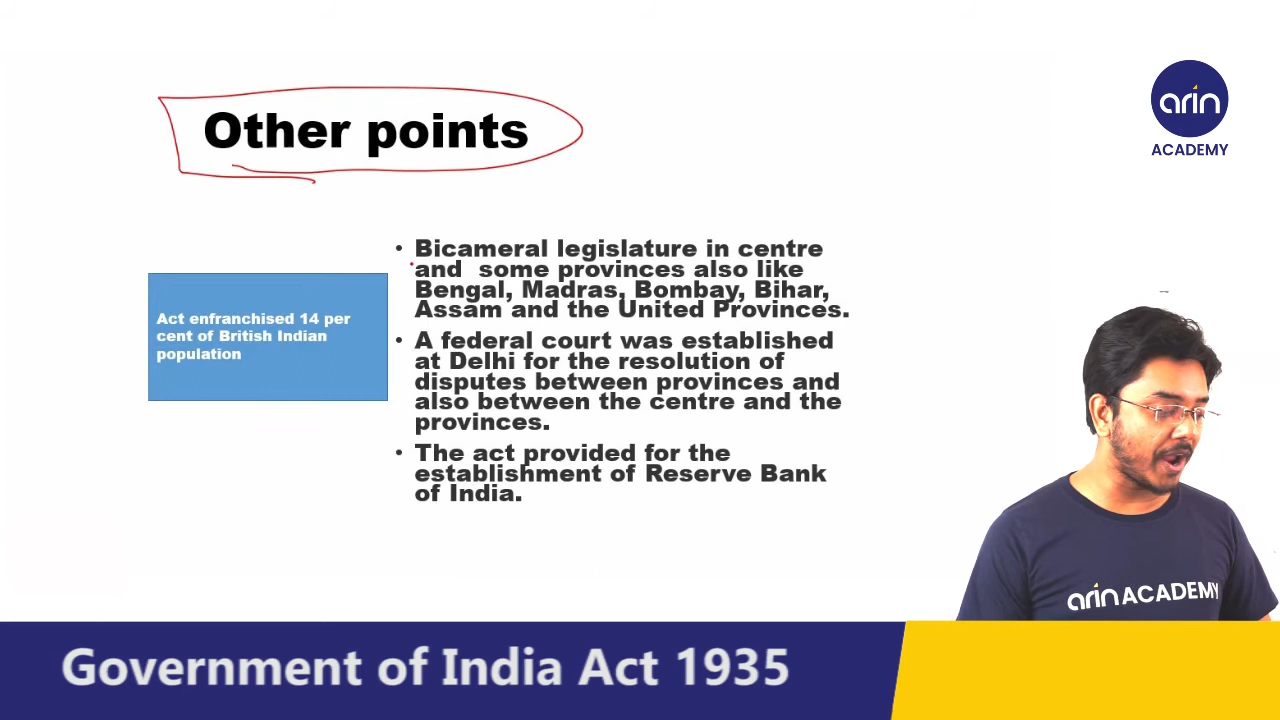 Other points
arin
ACADEMY
• Bicameral legislature in centre
and some provinces also like
Bengal, Madras, Bombay, Bihar,
Assam and the United Provinces.
• A federal court was established
at Delhi for the resolution of
disputes between provinces and
also between the centre and the
provinces.
• The act provided for the
establishment of Reserve Bank
of India.
Act enfranchised 14 per
cent of British Indian
population
arin ACADEMY
Government of India Act 1935